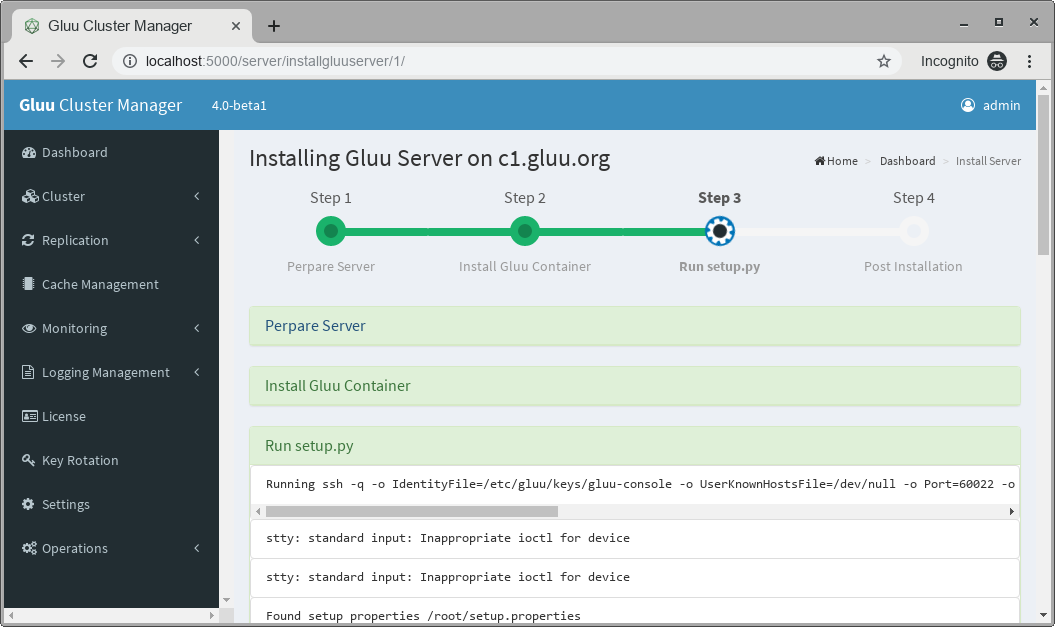 Gluu Cluster Manager
localhost:5000/server/installgluuserver/1/
Incognito
Gluu Cluster Manager 4.0-beta1
admin
Dashboard
Cluster
Replication
Cache Management
Monitoring
Logging Management
License
Key Rotation
Settings
Operations
Installing Gluu Server on c1.gluu.org
Home > Dashboard > Install Server
Step 1 Step 2 Step 3 Step 4
Perpare Server Install Gluu Container Run setup.py Post Installation
Perpare Server
Install Gluu Container
Run setup.py
Running ssh -q -o IdentityFile=/etc/gluu/keys/gluu-console -o UserKnownHostsFile=/dev/null -o Port=60022 -o
stty: standard input: Inappropriate ioctl for device
stty: standard input: Inappropriate ioctl for device
Found setup properties /root/setup.properties